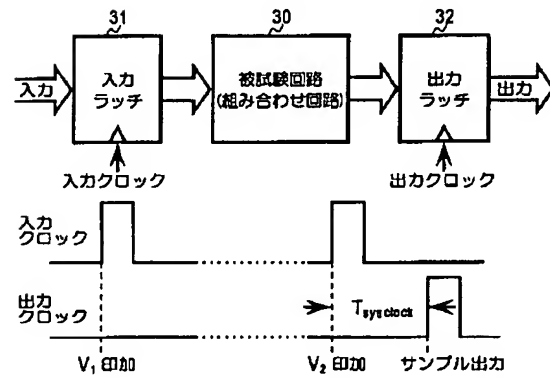 31
30
32
入力
入力
ラッチ
被試験回路
(組み合わせ回路)
出力
ラッチ
出力
入力クロック
出力クロック
入力
クロック
出力
クロック
Tsysclock
V1 印加
V2 印加
サンプル出力